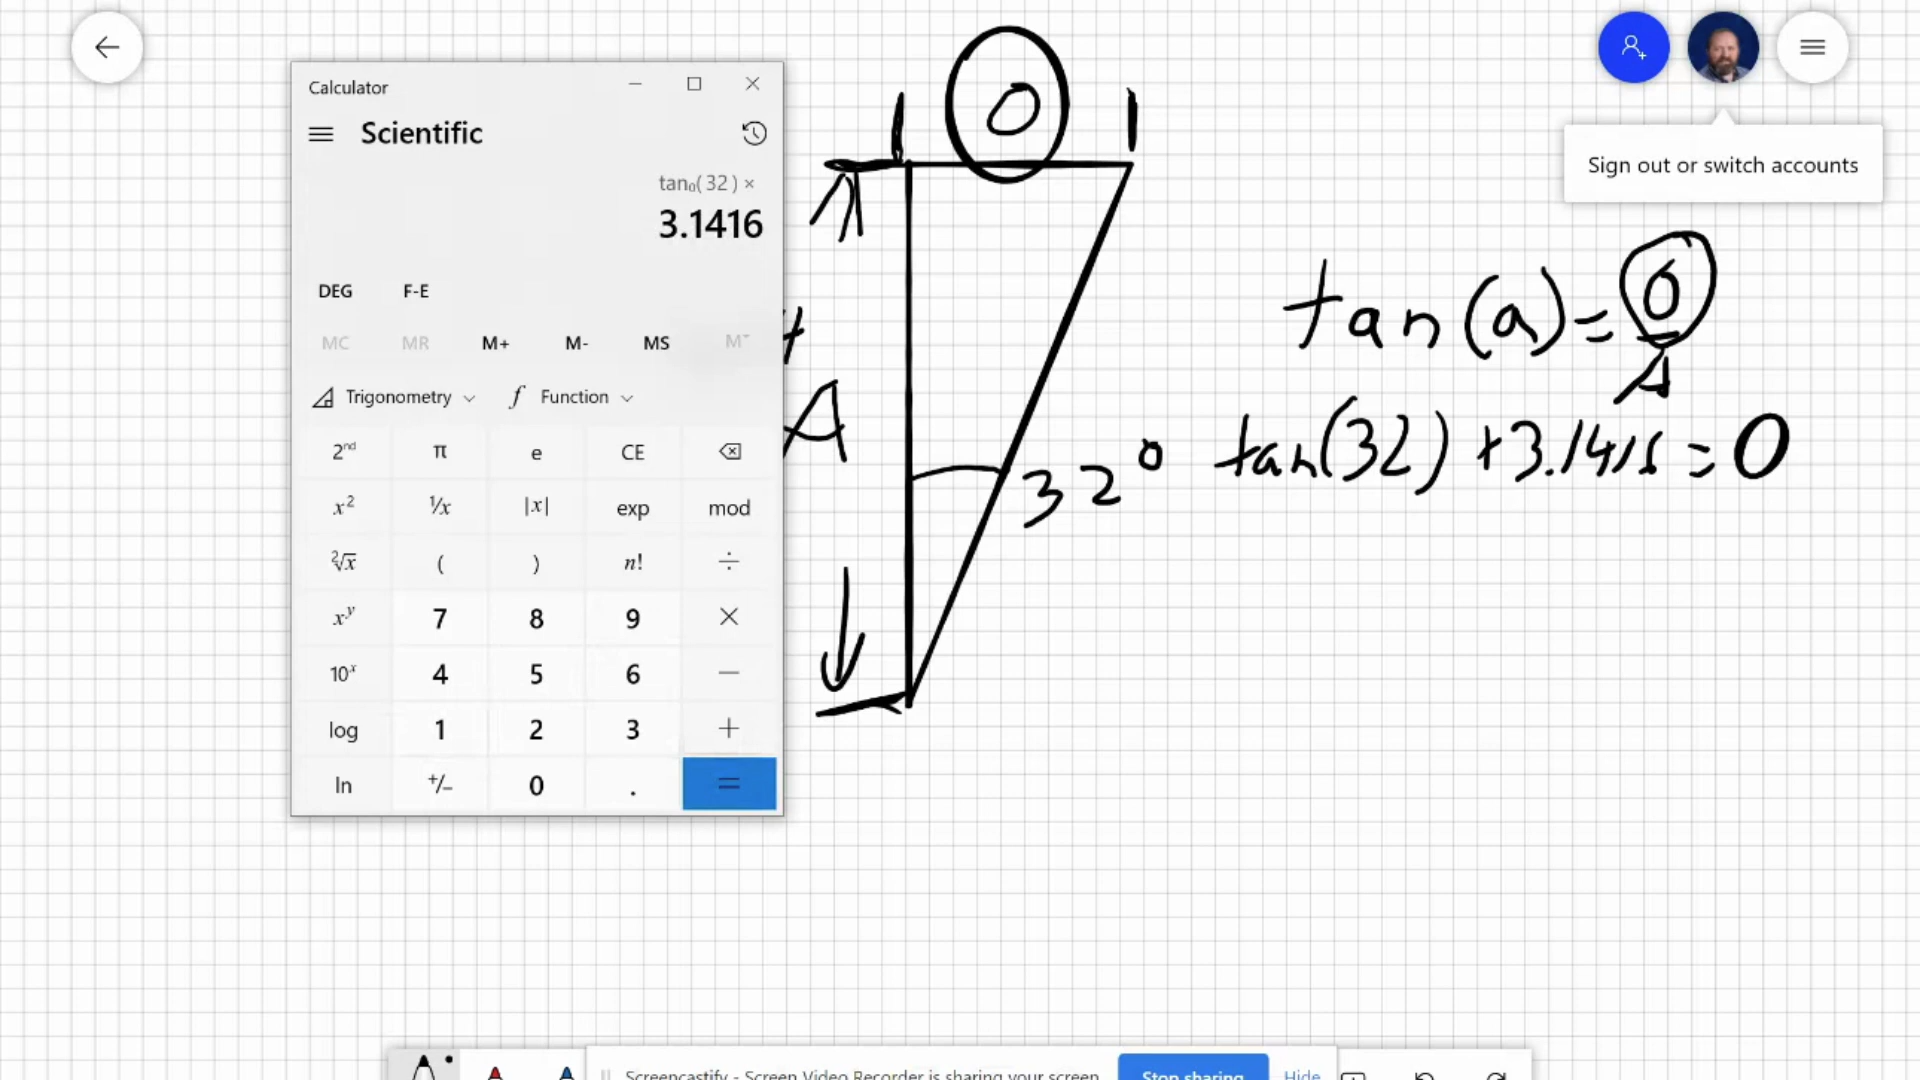 Calculator
Scientific
tan₀(32) ×
3.1416
DEG F-E
MC MR M+ M- MS M˅
Trigonometry f Function
2nd π e CE
x² ¹/x |x| exp mod
²√x ( ) n! ÷
xʸ 7 8 9 ×
10ˣ 4 5 6 −
log 1 2 3 +
ln +/− 0 . =
O
A
32°
tan(a)=O/A
tan(32) +3.1416=O
Sign out or switch accounts
Screencastify - Screen Video Recorder is sharing your screen. Stop sharing Hide